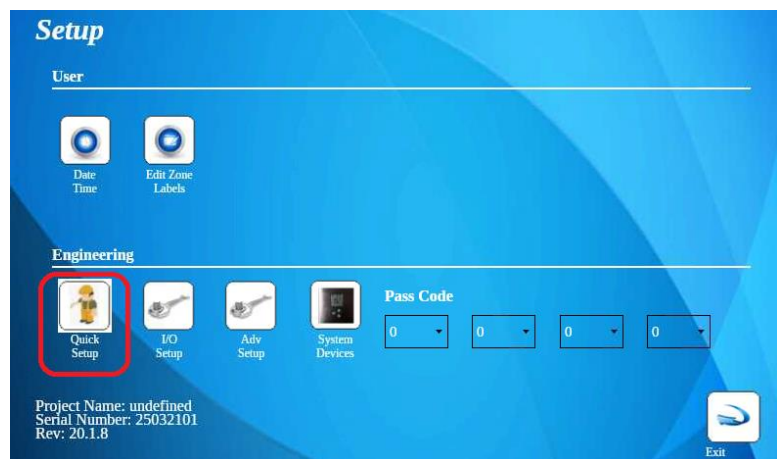 Setup
User
Date
Time
Edit Zone
Labels
Engineering
Quick
Setup
I/O
Setup
Adv
Setup
System
Devices
Pass Code
0
0
0
0
Project Name: undefined
Serial Number: 25032101
Rev: 20.1.8
Exit